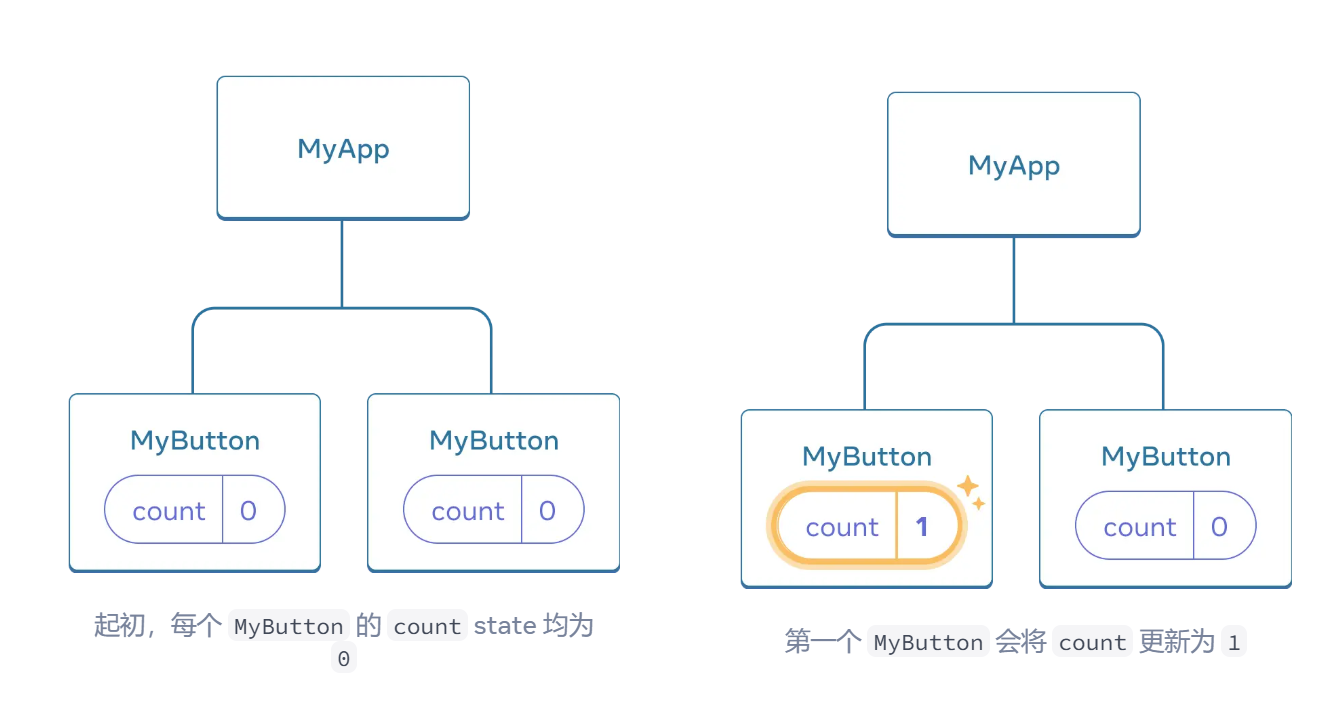 MyApp
MyButton
count 0
MyButton
count 0
起初，每个 MyButton 的 count state 均为
0
MyApp
MyButton
count 1
MyButton
count 0
第一个 MyButton 会将 count 更新为 1